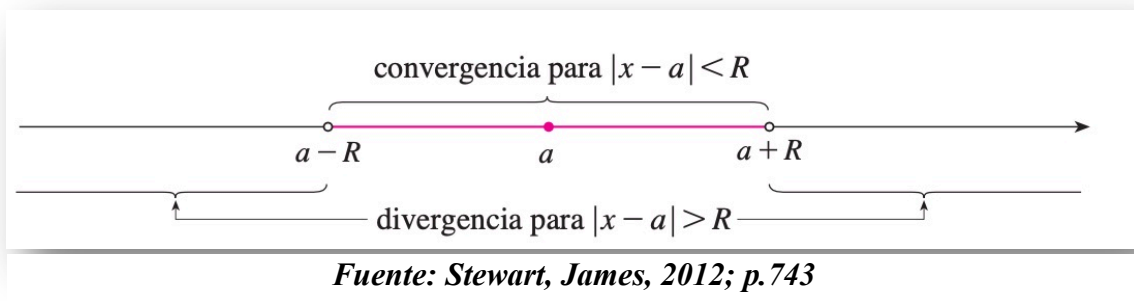 convergencia para |x − a| < R
a − R a a + R
divergencia para |x − a| > R
Fuente: Stewart, James, 2012; p.743